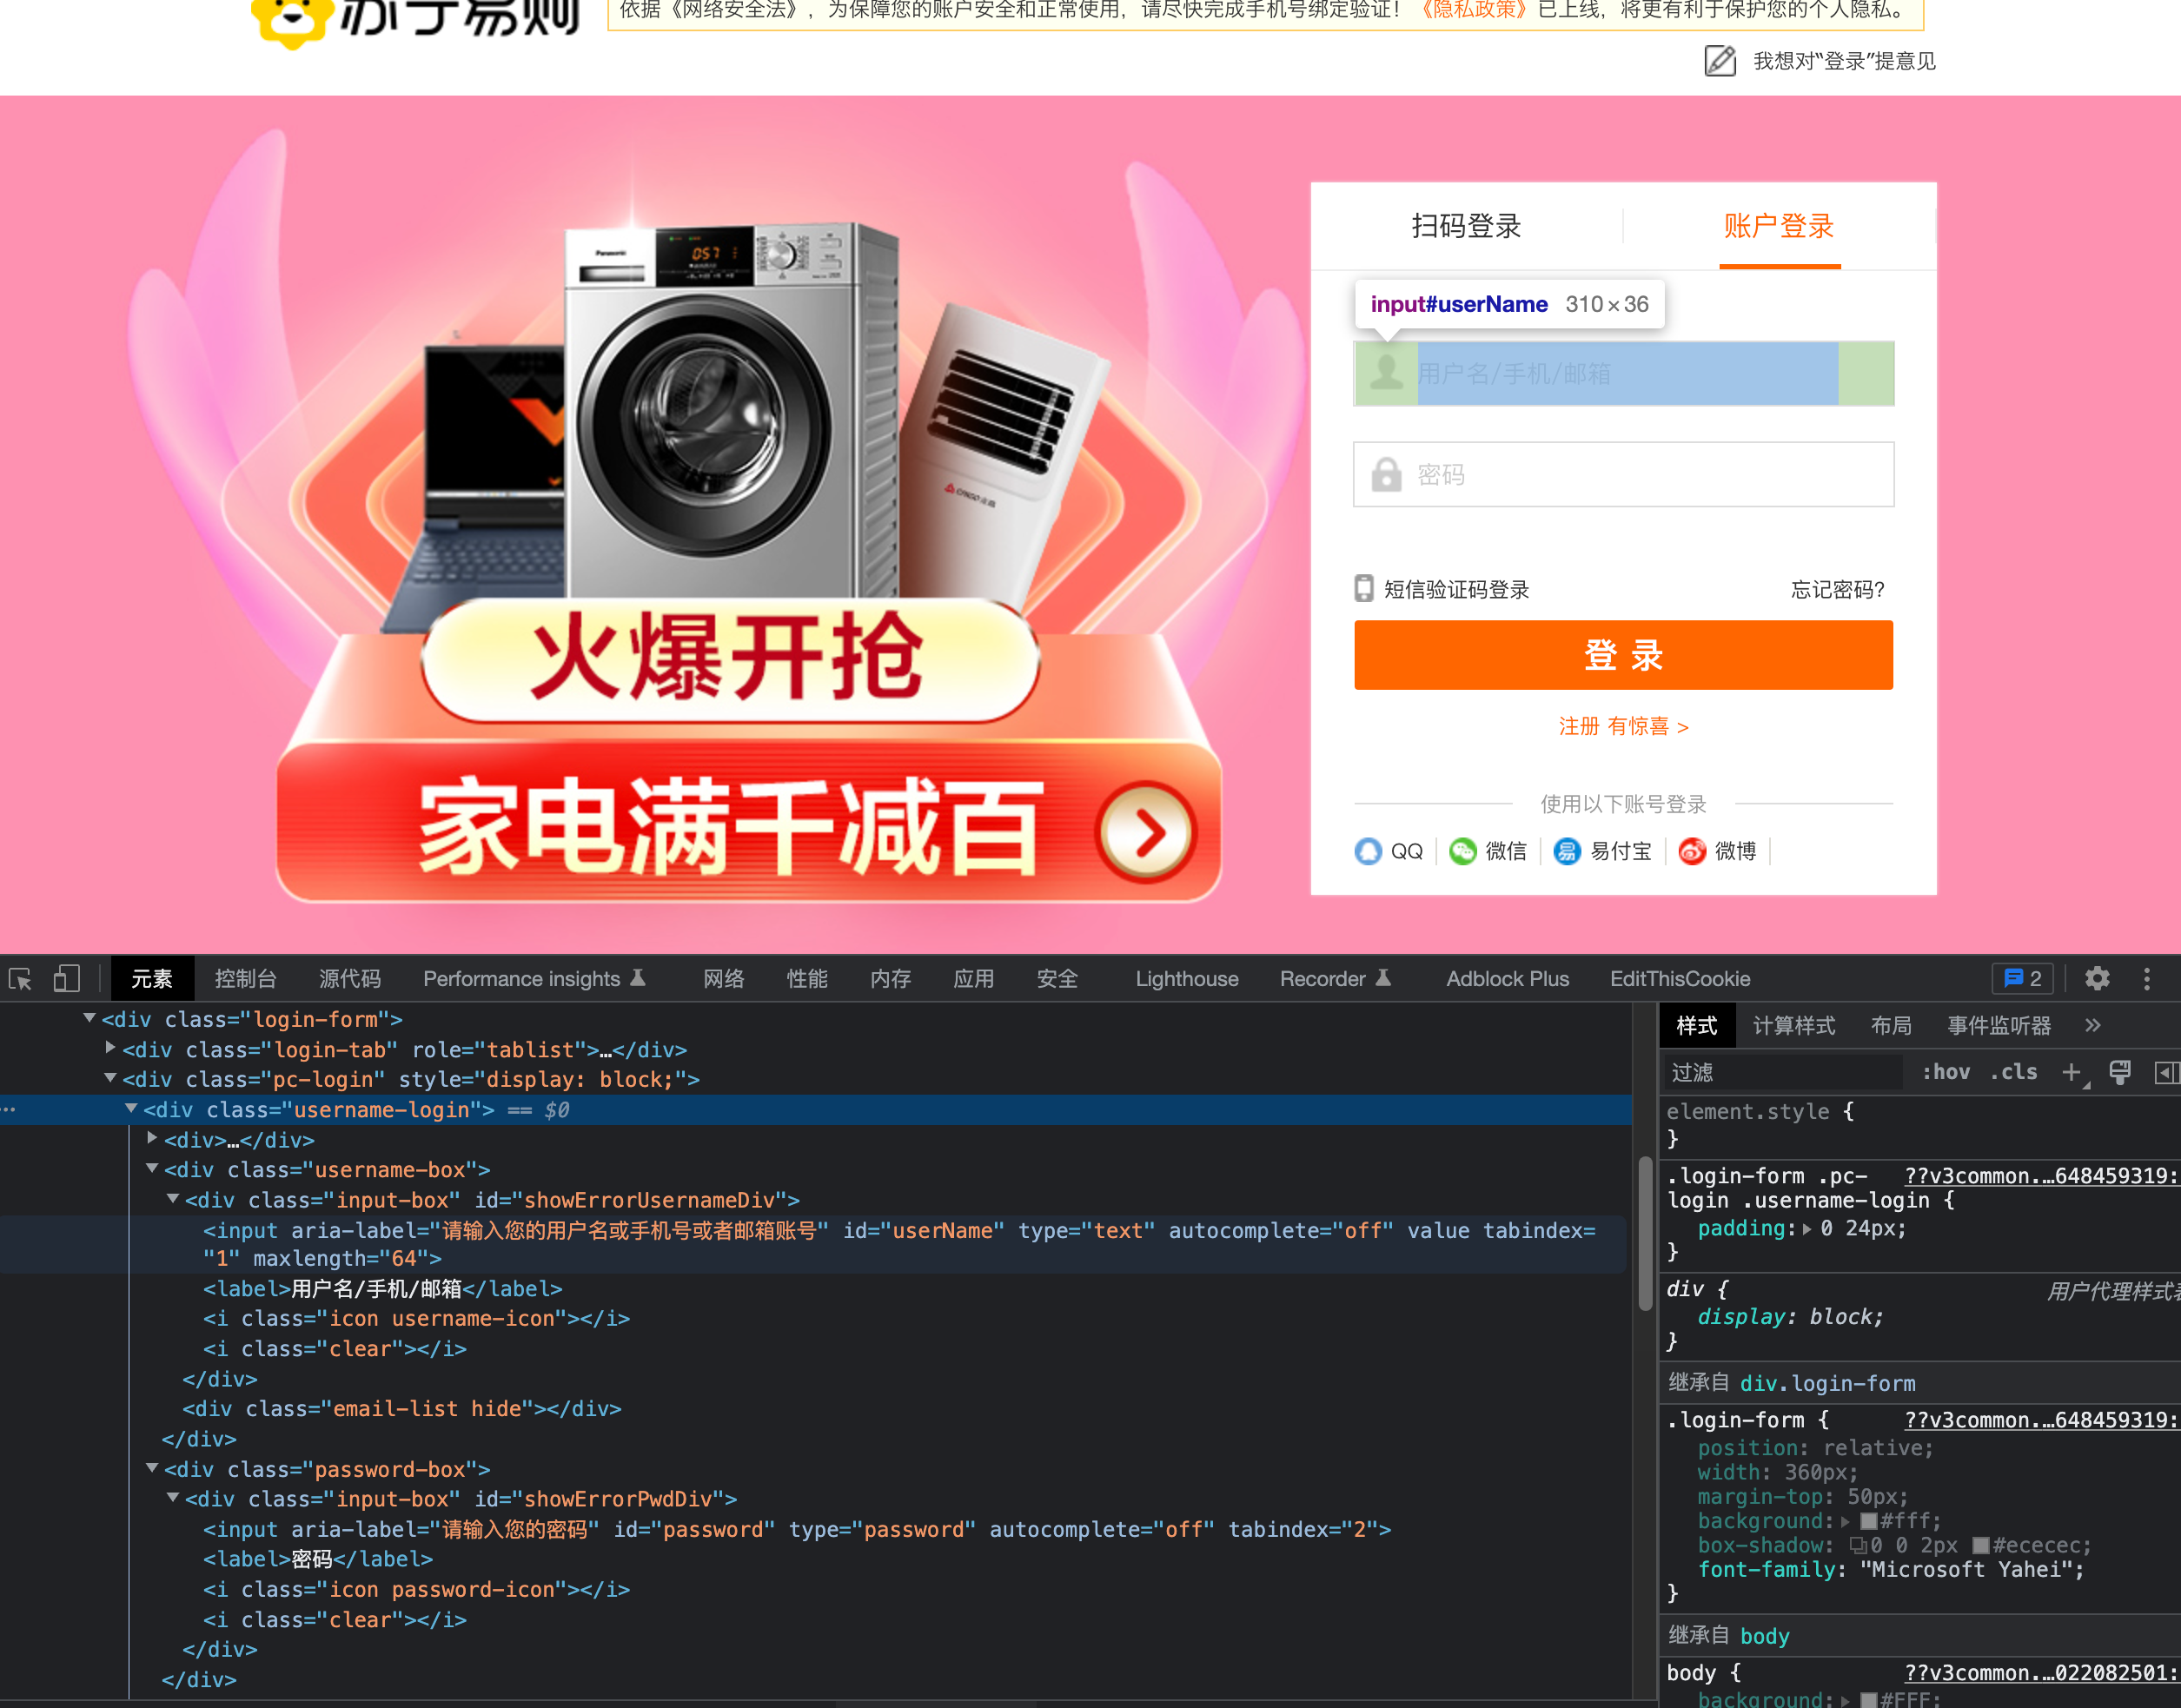 苏宁易购
依据《网络安全法》，为保障您的账户安全和正常使用，请尽快完成手机号绑定验证！《隐私政策》已上线，将更有利于保护您的个人隐私。
我想对“登录”提意见
扫码登录
账户登录
input#userName 310 × 36
用户名/手机/邮箱
密码
短信验证码登录
忘记密码?
登 录
注册 有惊喜 >
使用以下账号登录
QQ
微信
易付宝
微博
Panasonic
057
火爆开抢
家电满千减百
元素 控制台 源代码 Performance insights 网络 性能 内存 应用 安全 Lighthouse Recorder Adblock Plus EditThisCookie 2
<div class="login-form">
<div class="login-tab" role="tablist">…</div>
<div class="pc-login" style="display: block;">
<div class="username-login"> == $0
<div>…</div>
<div class="username-box">
<div class="input-box" id="showErrorUsernameDiv">
<input aria-label="请输入您的用户名或手机号或者邮箱账号" id="userName" type="text" autocomplete="off" value tabindex=
"1" maxlength="64">
<label>用户名/手机/邮箱</label>
<i class="icon username-icon"></i>
<i class="clear"></i>
</div>
<div class="email-list hide"></div>
</div>
<div class="password-box">
<div class="input-box" id="showErrorPwdDiv">
<input aria-label="请输入您的密码" id="password" type="password" autocomplete="off" tabindex="2">
<label>密码</label>
<i class="icon password-icon"></i>
<i class="clear"></i>
</div>
</div>
样式 计算样式 布局 事件监听器 »
过滤 :hov .cls +
element.style {
}
.login-form .pc- ??v3common.…648459319:
login .username-login {
padding: 0 24px;
}
div { 用户代理样式表
display: block;
}
继承自 div.login-form
.login-form { ??v3common.…648459319:
position: relative;
width: 360px;
margin-top: 50px;
background: #fff;
box-shadow: 0 0 2px #ececec;
font-family: "Microsoft Yahei";
}
继承自 body
body { ??v3common.…022082501:
background: #FFF;